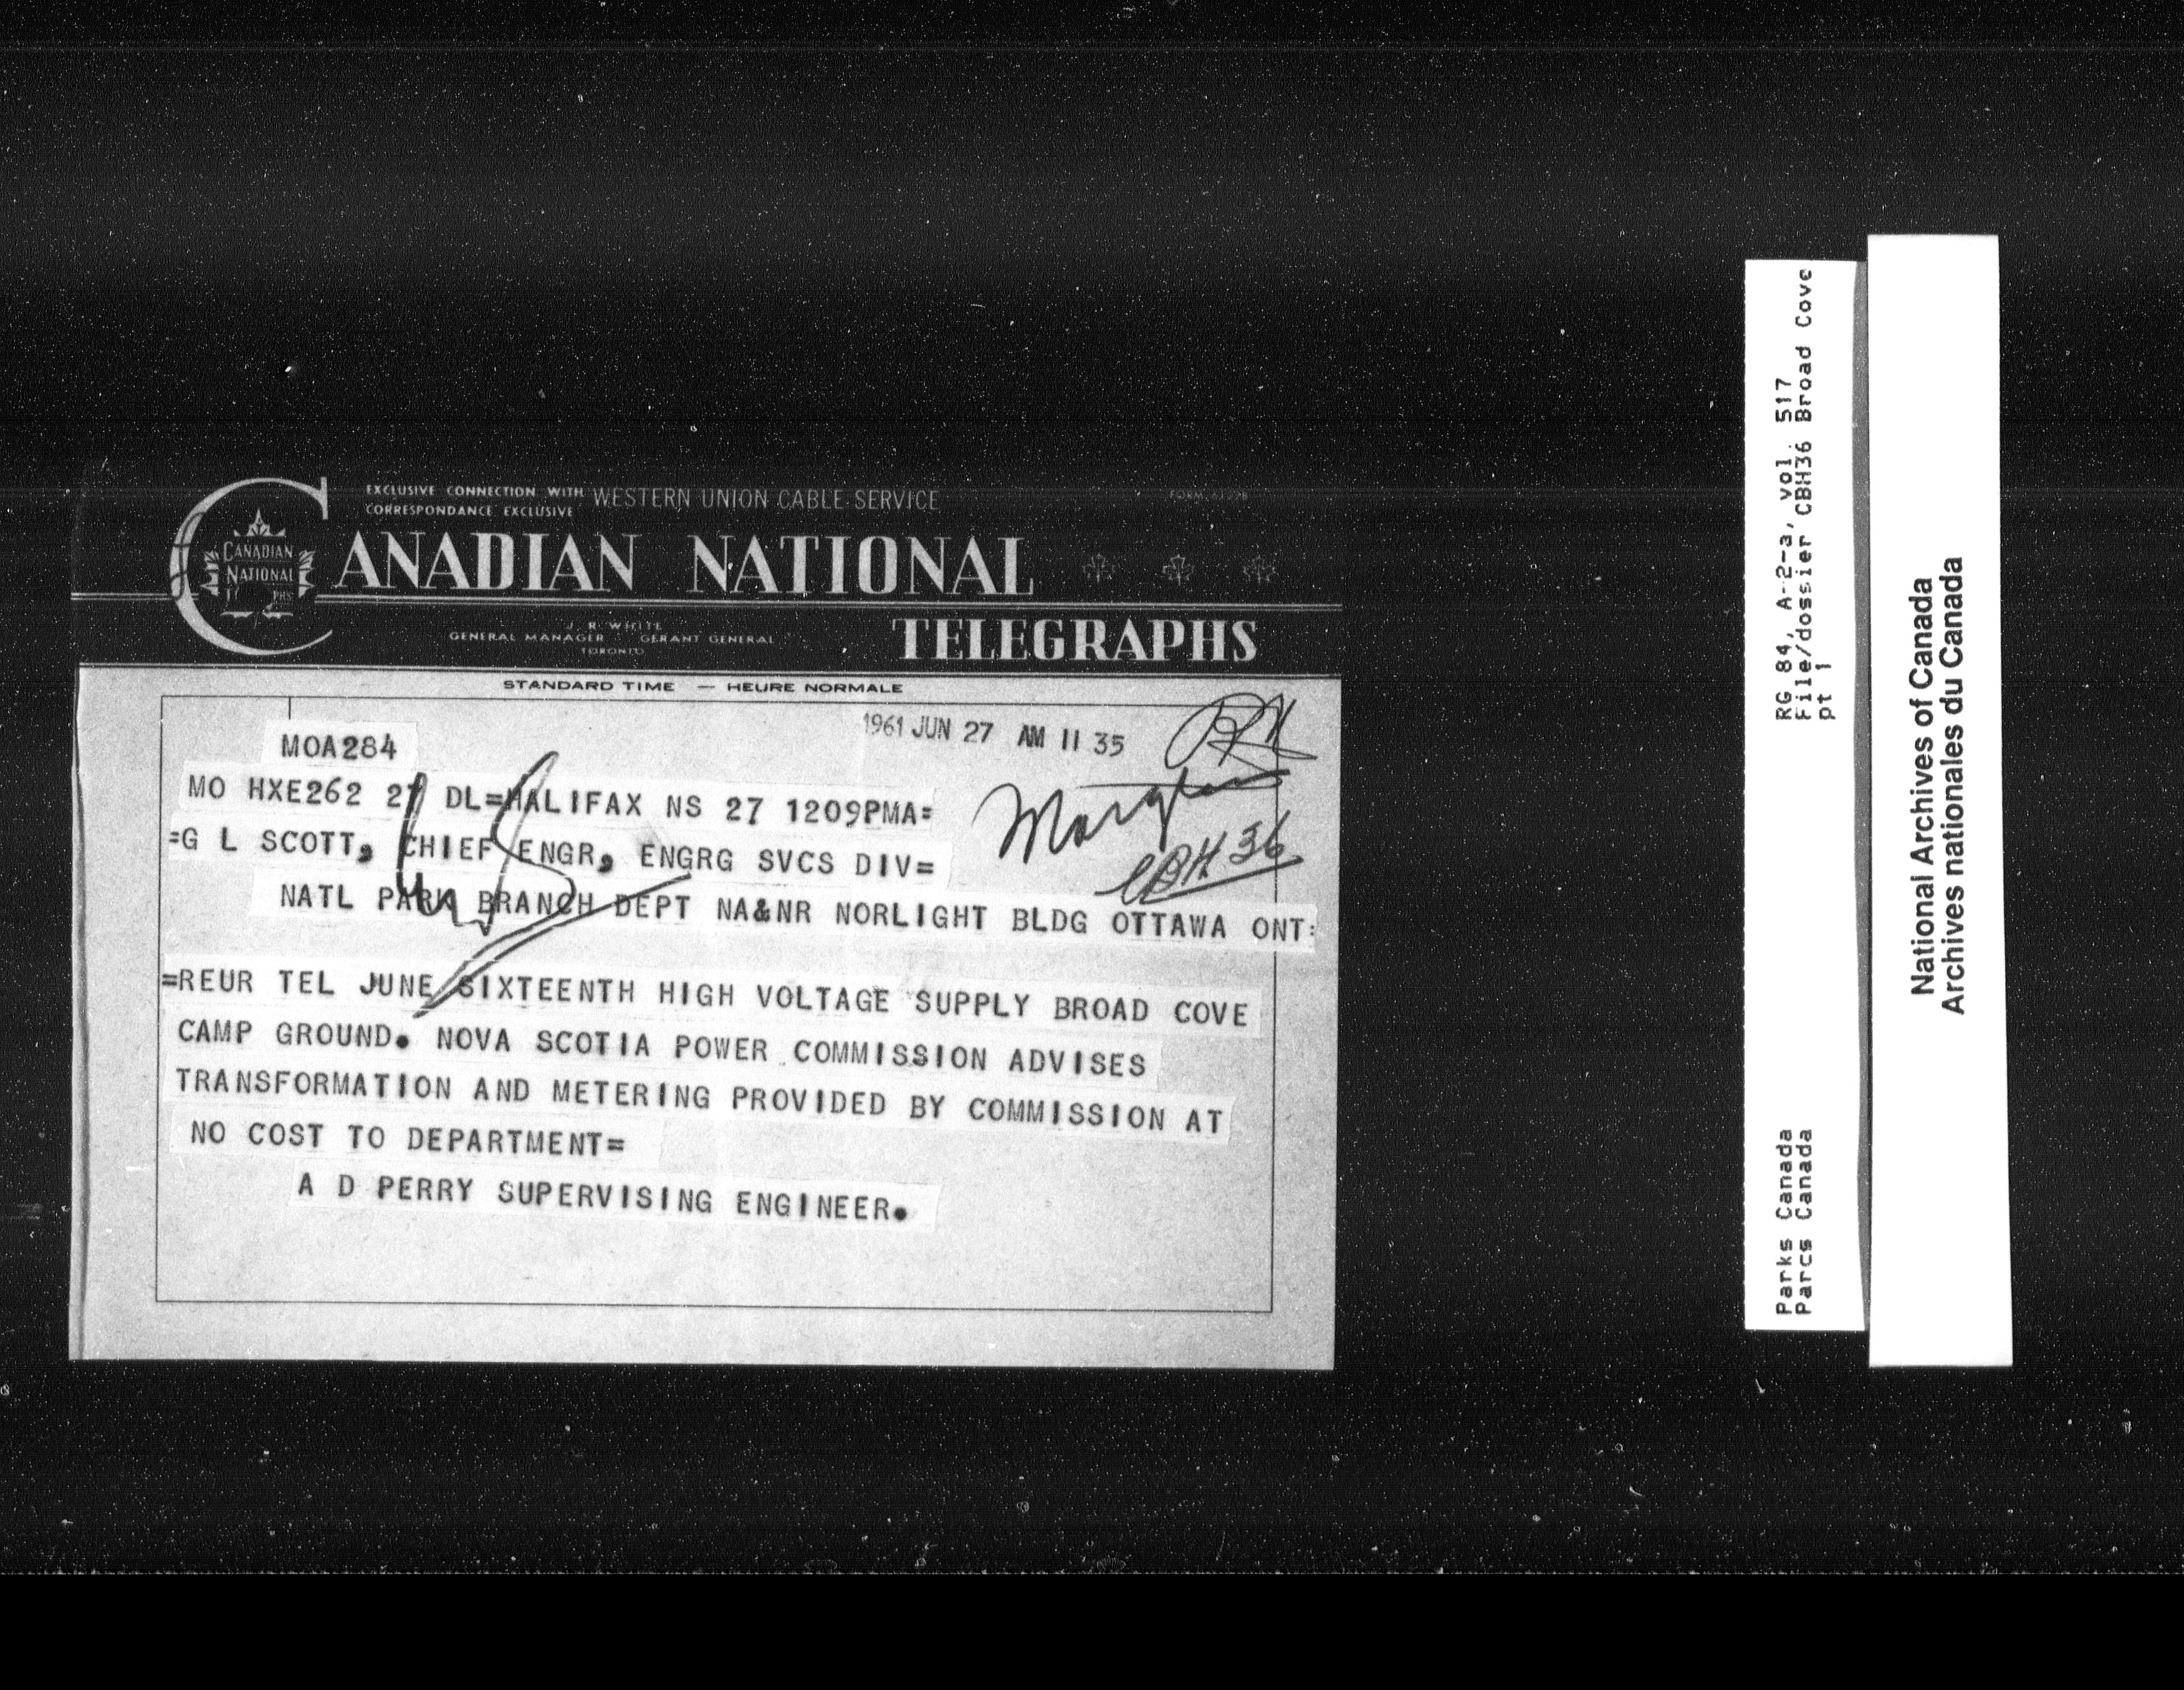 EXCLUSIVE CONNECTION WITH WESTERN UNION CABLE SERVICE
CORRESPONDANCE EXCLUSIVE
CANADIAN NATIONAL
CANADIAN
NATIONAL
TELEGRAPHS
J. R. WHITE
GENERAL MANAGER GERANT GENERAL
TORONTO
STANDARD TIME — HEURE NORMALE
1961 JUN 27 AM 11 35
MOA284
MO HXE262 27 DL=HALIFAX NS 27 1209PMA=
=G L SCOTT, CHIEF ENGR, ENGRG SVCS DIV=
CBH 36
NATL PARK BRANCH DEPT NA&NR NORLIGHT BLDG OTTAWA ONT:
=REUR TEL JUNE SIXTEENTH HIGH VOLTAGE SUPPLY BROAD COVE
CAMP GROUND. NOVA SCOTIA POWER COMMISSION ADVISES
TRANSFORMATION AND METERING PROVIDED BY COMMISSION AT
NO COST TO DEPARTMENT=
A D PERRY SUPERVISING ENGINEER.
RG 84, A-2-a, vol. 517
File/dossier CBH36 Broad Cove
pt 1
Parks Canada
Parcs Canada
National Archives of Canada
Archives nationales du Canada